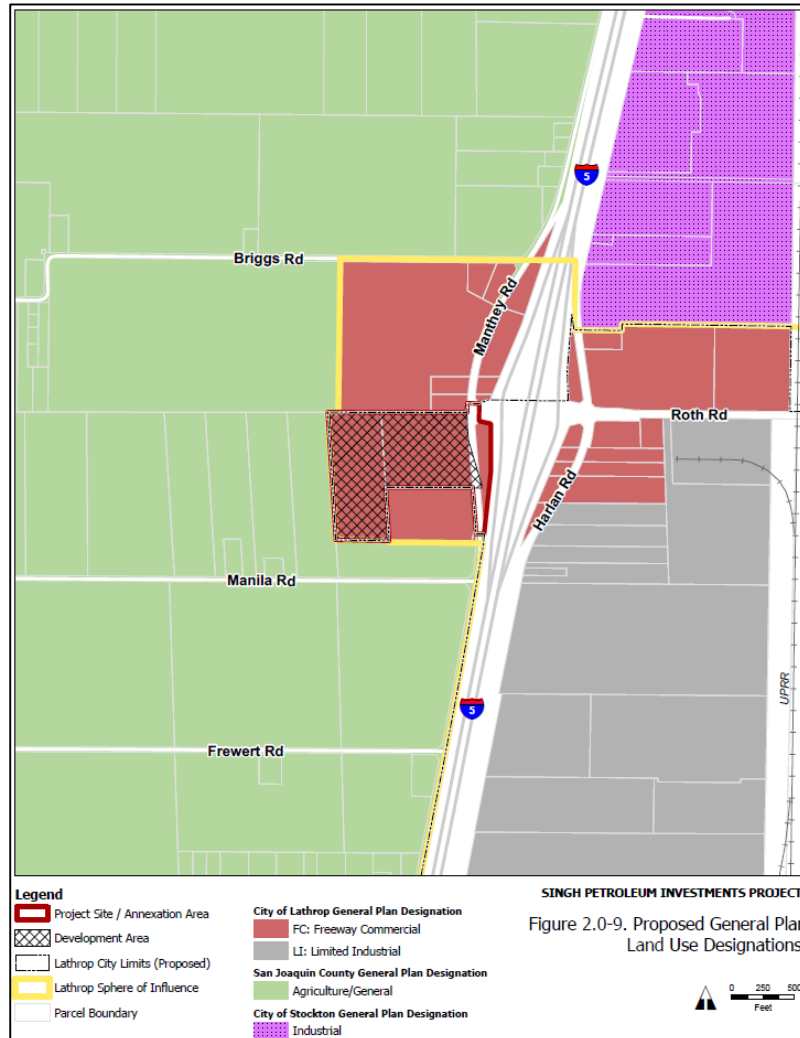 5
Briggs Rd
Manthey Rd
Roth Rd
Harlan Rd
Manila Rd
UPRR
5
Frewert Rd
Legend
Project Site / Annexation Area
Development Area
Lathrop City Limits (Proposed)
Lathrop Sphere of Influence
Parcel Boundary
City of Lathrop General Plan Designation
FC: Freeway Commercial
LI: Limited Industrial
San Joaquin County General Plan Designation
Agriculture/General
City of Stockton General Plan Designation
Industrial
SINGH PETROLEUM INVESTMENTS PROJECT
Figure 2.0-9. Proposed General Plan
Land Use Designations
0 250 500
Feet